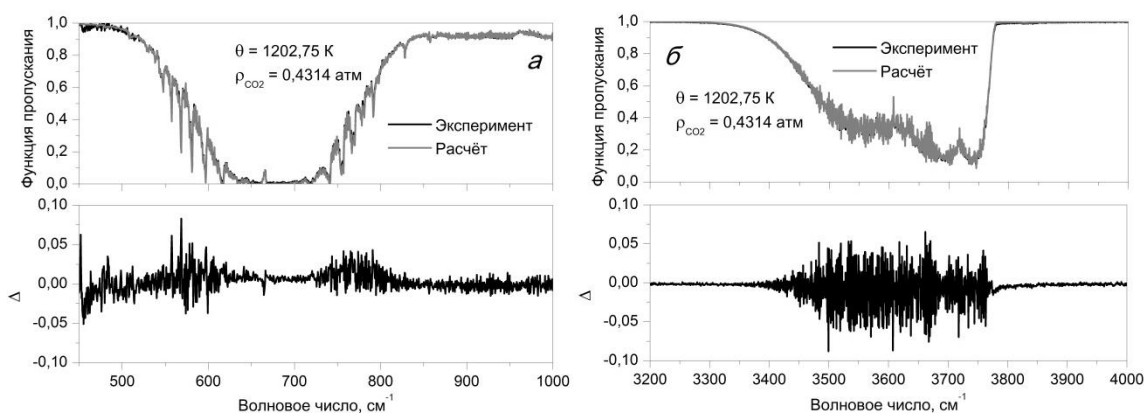 1,0
0,8
0,6
0,4
0,2
0,0
Функция пропускания
θ = 1202,75 К
ρCO2 = 0,4314 атм
а
Эксперимент
Расчёт
0,10
0,05
0,00
-0,05
-0,10
Δ
500 600 700 800 900 1000
Волновое число, см⁻¹
1,0
0,8
0,6
0,4
0,2
0,0
Функция пропускания
б
Эксперимент
Расчёт
θ = 1202,75 К
ρCO2 = 0,4314 атм
0,10
0,05
0,00
-0,05
-0,10
Δ
3200 3300 3400 3500 3600 3700 3800 3900 4000
Волновое число, см⁻¹